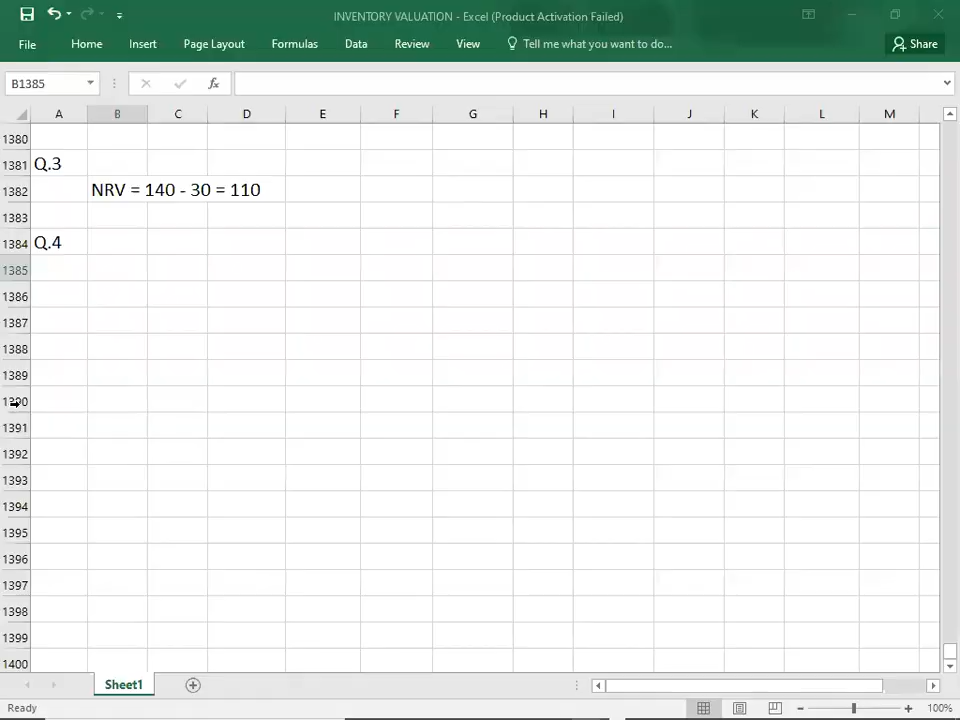 INVENTORY VALUATION - Excel (Product Activation Failed)
File Home Insert Page Layout Formulas Data Review View Tell me what you want to do... Share
B1385 fx
A B C D E F G H I J K L M
1380
1381 Q.3
1382 NRV = 140 - 30 = 110
1383
1384 Q.4
1385
1386
1387
1388
1389
1390
1391
1392
1393
1394
1395
1396
1397
1398
1399
1400
Sheet1
Ready 100%